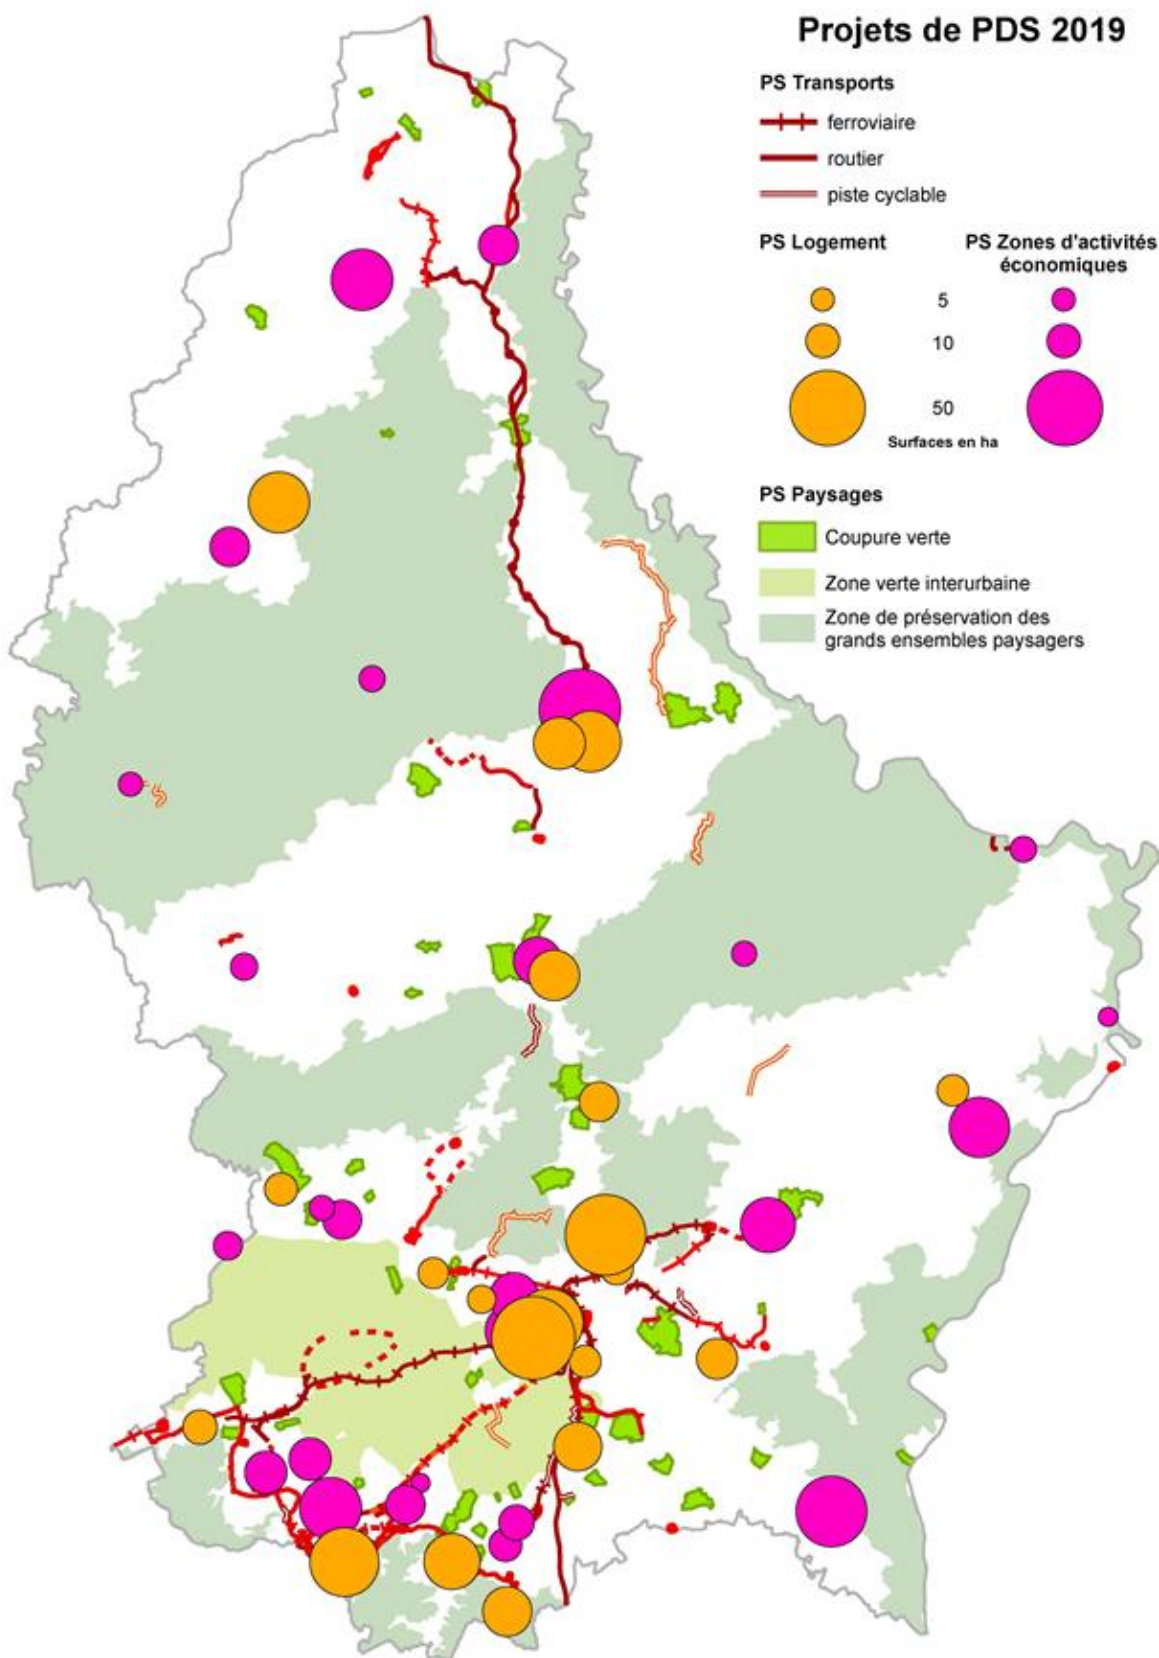 Projets de PDS 2019
PS Transports
ferroviaire
routier
piste cyclable
PS Logement
PS Zones d'activités
économiques
5
10
50
Surfaces en ha
PS Paysages
Coupure verte
Zone verte interurbaine
Zone de préservation des
grands ensembles paysagers